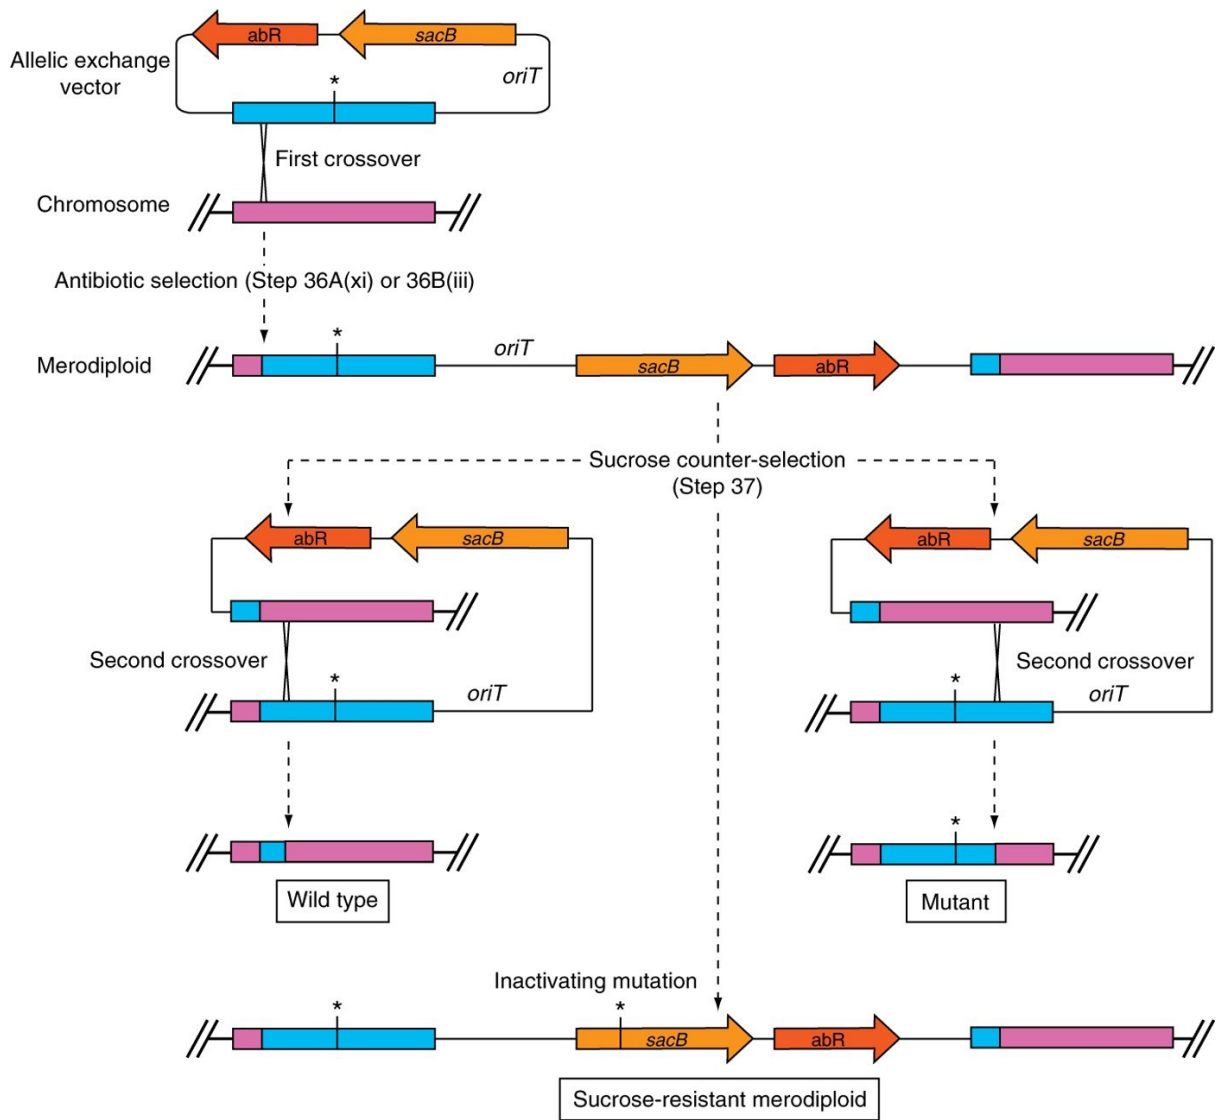 abR
sacB
Allelic exchange
vector
*
oriT
First crossover
Chromosome
Antibiotic selection (Step 36A(xi) or 36B(iii)
*
oriT
Merodiploid
sacB
abR
Sucrose counter-selection
(Step 37)
abR
sacB
abR
sacB
Second crossover
*
oriT
Second crossover
*
oriT
*
Wild type
Mutant
Inactivating mutation
*
*
sacB
abR
Sucrose-resistant merodiploid